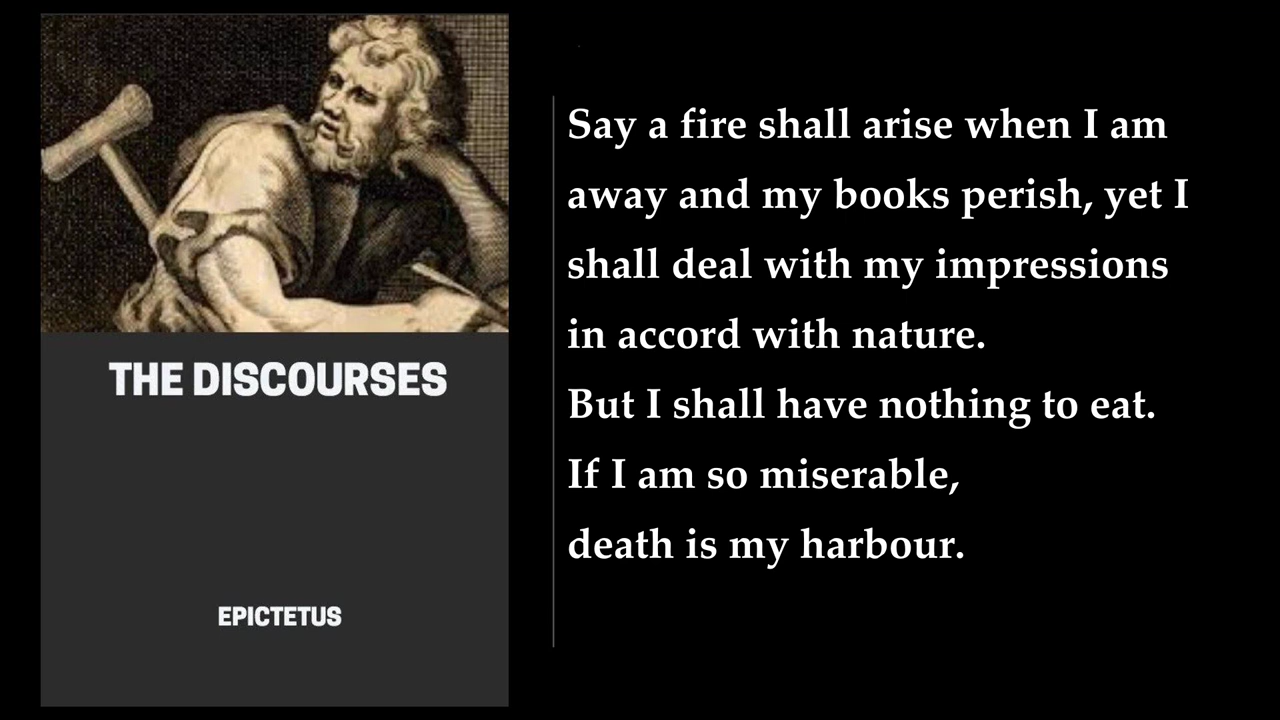 THE DISCOURSES
EPICTETUS
Say a fire shall arise when I am
away and my books perish, yet I
shall deal with my impressions
in accord with nature.
But I shall have nothing to eat.
If I am so miserable,
death is my harbour.